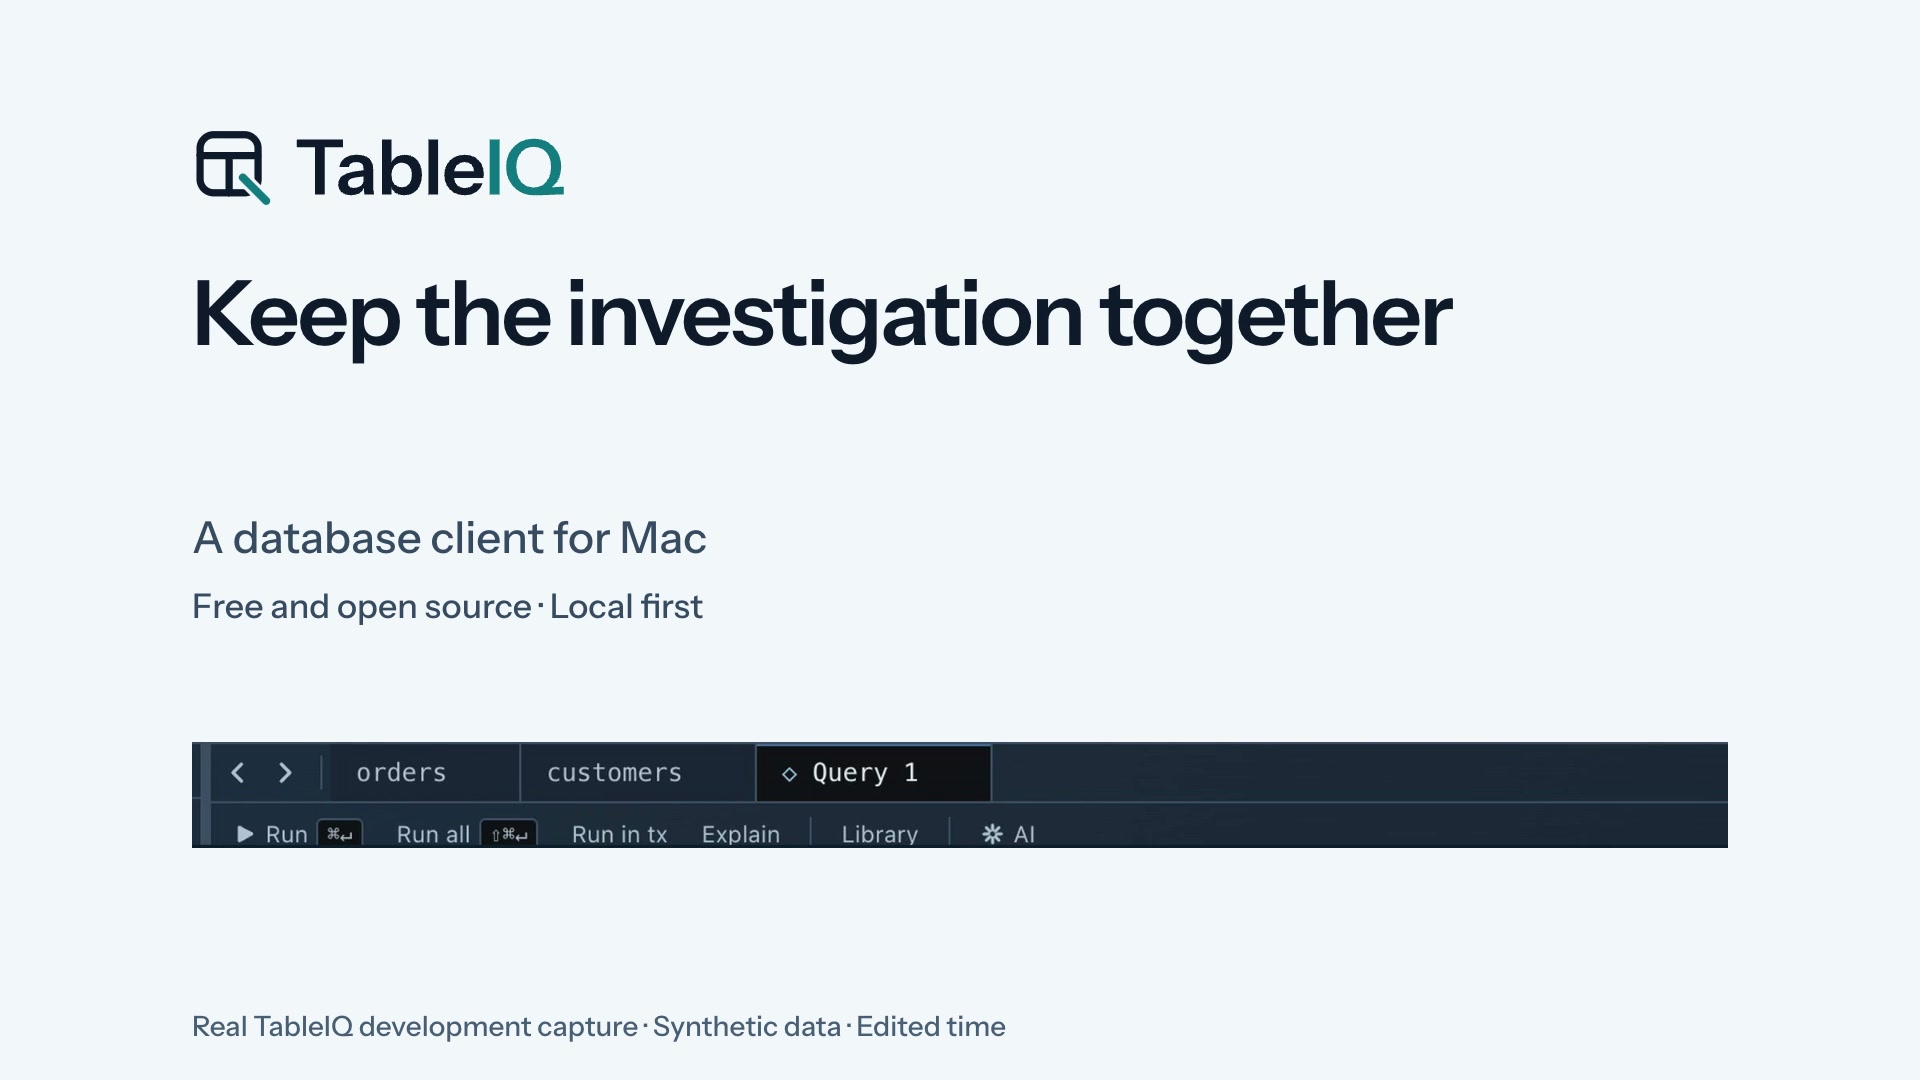 TableIQ
Keep the investigation together
A database client for Mac
Free and open source · Local first
orders customers ◇ Query 1
Run ⌘↵ Run all ⇧⌘↵ Run in tx Explain Library AI
Real TableIQ development capture · Synthetic data · Edited time